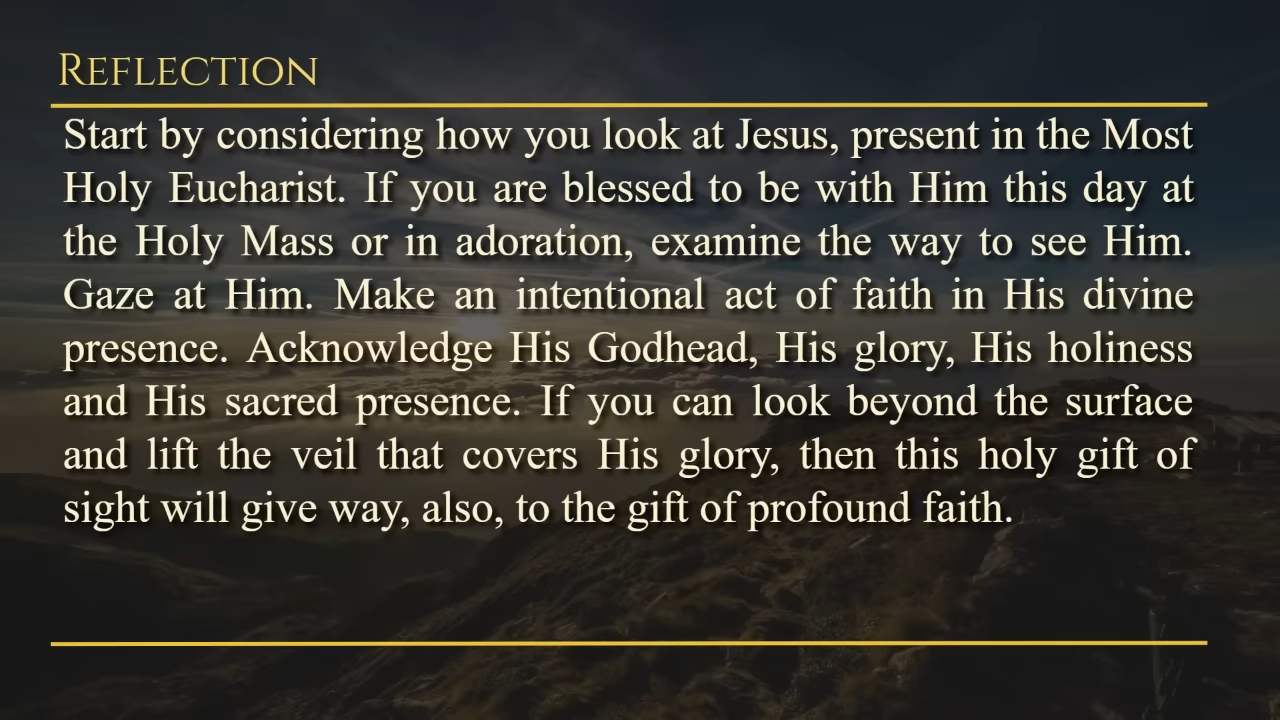 Reflection
Start by considering how you look at Jesus, present in the Most
Holy Eucharist. If you are blessed to be with Him this day at
the Holy Mass or in adoration, examine the way to see Him.
Gaze at Him. Make an intentional act of faith in His divine
presence. Acknowledge His Godhead, His glory, His holiness
and His sacred presence. If you can look beyond the surface
and lift the veil that covers His glory, then this holy gift of
sight will give way, also, to the gift of profound faith.